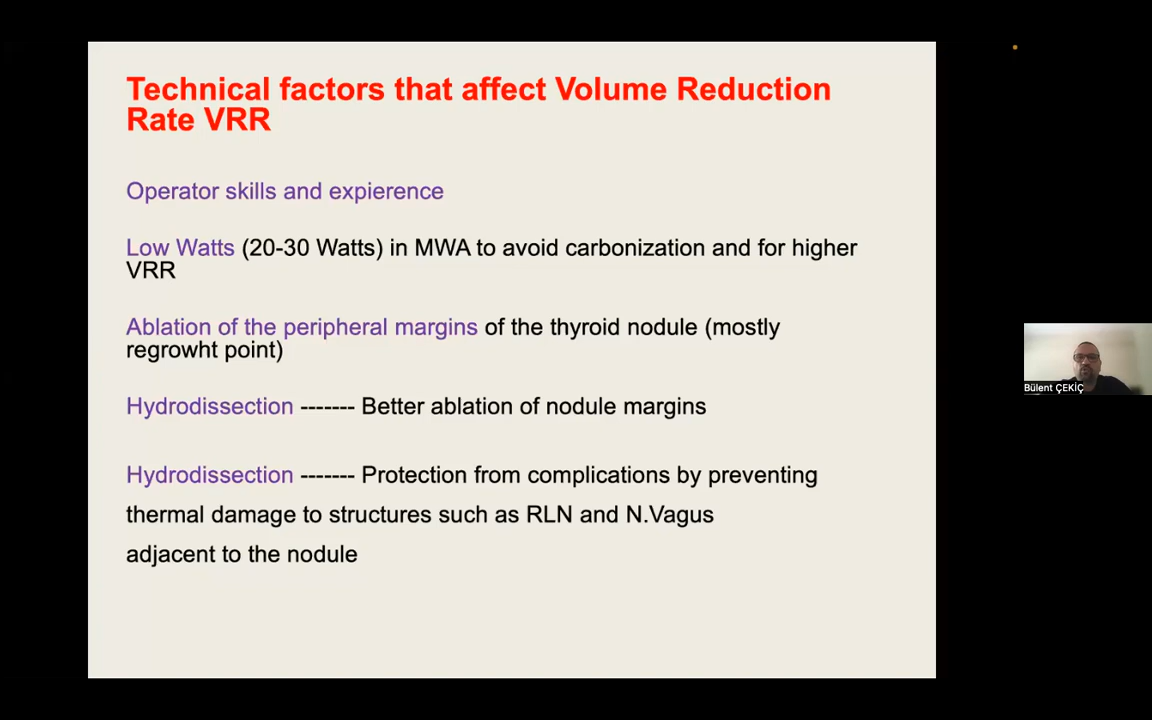 Technical factors that affect Volume Reduction
Rate VRR
Operator skills and expierence
Low Watts (20-30 Watts) in MWA to avoid carbonization and for higher
VRR
Ablation of the peripheral margins of the thyroid nodule (mostly
regrowht point)
Hydrodissection ------- Better ablation of nodule margins
Hydrodissection ------- Protection from complications by preventing
thermal damage to structures such as RLN and N.Vagus
adjacent to the nodule
Bülent ÇEKİÇ